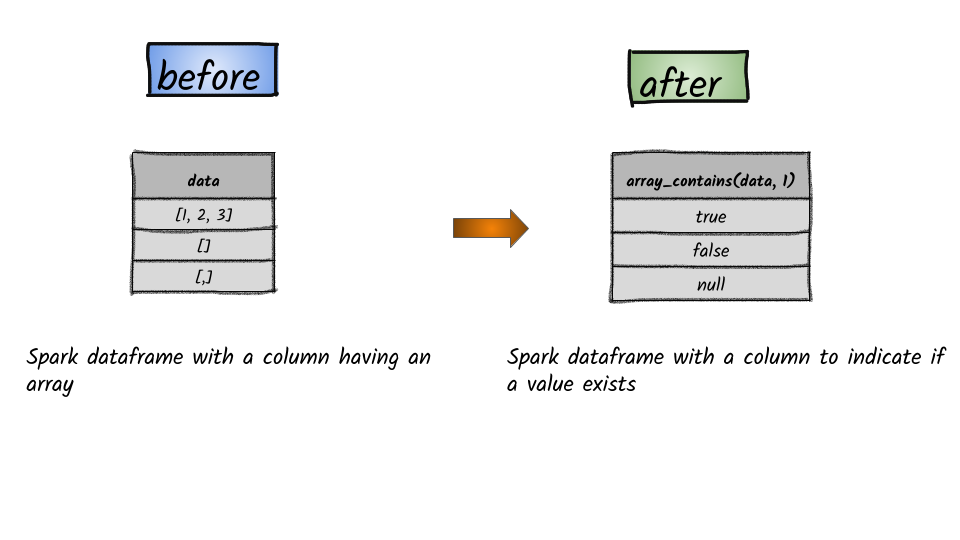 before
after
data
[1, 2, 3]
[]
[,]
array_contains(data, 1)
true
false
null
Spark dataframe with a column having an
array
Spark dataframe with a column to indicate if
a value exists